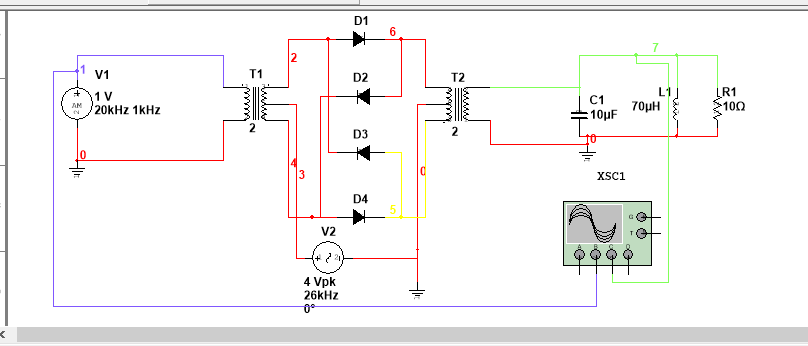 D1
6
2
7
1
V1
T1
T2
D2
1 V
20kHz 1kHz
AM
2
2
C1
10µF
L1
70µH
R1
10Ω
D3
0
0
4
3
0
XSC1
D4
5
V2
G
T
A B C D
4 Vpk
26kHz
0°